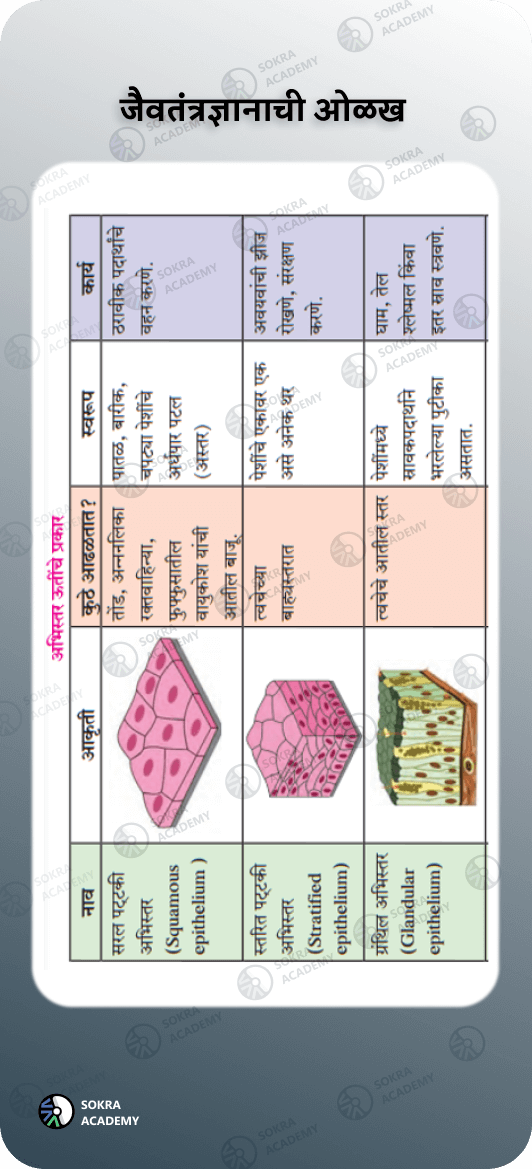 जैवतंत्रज्ञानाची ओळख
अभिस्तर ऊतींचे प्रकार
नाव
आकृती
कुठे आढळतात?
स्वरूप
कार्य
सरल पट्टकी
अभिस्तर
(Squamous
epithelium )
तोंड, अन्ननलिका
रक्तवाहिन्या,
फुफ्फुसातील
वायुकोश यांची
आतील बाजू.
पातळ, बारीक,
चपट्या पेशींचे
अर्धपार पटल
(अस्तर)
ठरावीक पदार्थांचे
वहन करणे.
स्तरित पट्टकी
अभिस्तर
(Stratified
epithelium)
त्वचेच्या
बाह्यस्तरात
पेशींचे एकावर एक
असे अनेक थर
अवयवांची झीज
रोखणे, संरक्षण
करणे.
ग्रंथिल अभिस्तर
(Glandular
epithelium)
त्वचेचे आतील स्तर
पेशींमध्ये
स्रावकपदार्थाने
भरलेल्या पुटीका
असतात.
घाम, तेल
श्लेष्मल किंवा
इतर स्राव स्त्रवणे.
SOKRA
ACADEMY